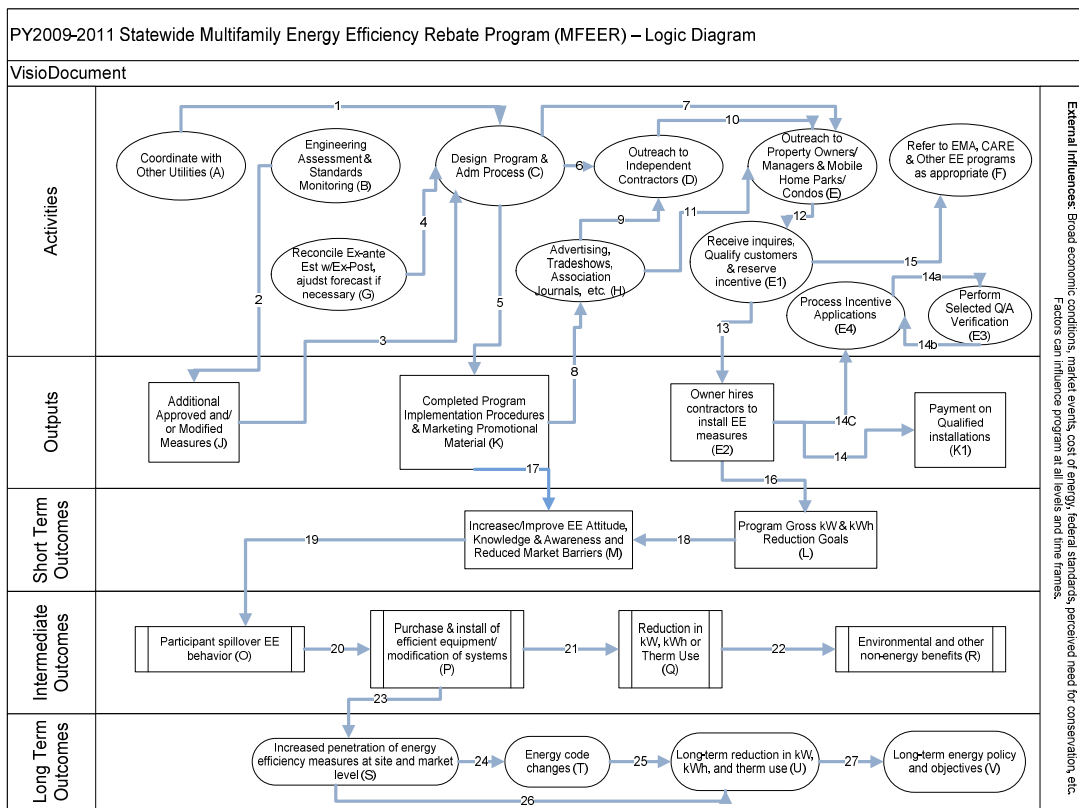 PY2009-2011 Statewide Multifamily Energy Efficiency Rebate Program (MFEER) – Logic Diagram
VisioDocument
Activities
1
7
10
Coordinate with
Other Utilities (A)
Engineering
Assessment &
Standards
Monitoring (B)
Design Program &
Adm Process (C)
6
Outreach to
Independent
Contractors (D)
Outreach to
Property Owners/
Managers & Mobile
Home Parks/
Condos (E)
Refer to EMA, CARE
& Other EE programs
as appropriate (F)
4
9
11
12
Reconcile Ex-ante
Est w/Ex-Post,
ajudst forecast if
necessary (G)
Advertising,
Tradeshows,
Association
Journals, etc. (H)
Receive inquires,
Qualify customers
& reserve
incentive (E1)
15
2
5
14a
Process Incentive
Applications
(E4)
Perform
Selected Q/A
Verification
(E3)
3
13
14b
8
Outputs
Additional
Approved and/
or Modified
Measures (J)
Completed Program
Implementation Procedures
& Marketing Promotional
Material (K)
Owner hires
contractors to
install EE
measures
(E2)
14C
14
Payment on
Qualified
installations
(K1)
17
16
Short Term
Outcomes
19
Increasec/Improve EE Attitude,
Knowledge & Awareness and
Reduced Market Barriers (M)
18
Program Gross kW & kWh
Reduction Goals
(L)
Intermediate
Outcomes
Participant spillover EE
behavior (O)
20
Purchase & install of
efficient equipment/
modification of systems
(P)
21
Reduction in
kW, kWh or
Therm Use
(Q)
22
Environmental and other
non-energy benefits (R)
23
Long Term
Outcomes
Increased penetration of energy
efficiency measures at site and market
level (S)
24
Energy code
changes (T)
25
Long-term reduction in kW,
kWh, and therm use (U)
27
Long-term energy policy
and objectives (V)
26
External Influences: Broad economic conditions, market events, cost of energy, federal standards, perceived need for conservation, etc.
Factors can influence program at all levels and time frames.